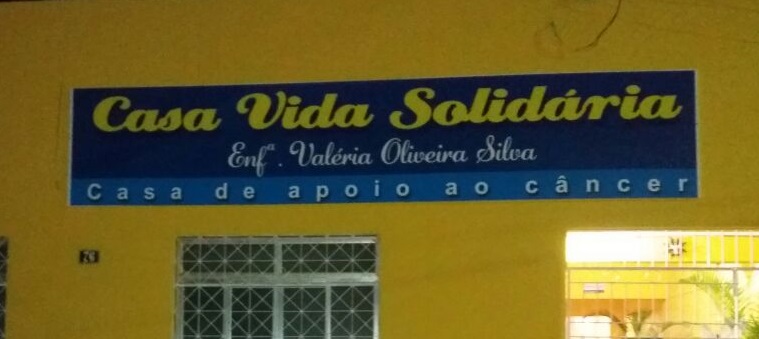 Casa Vida Solidária
Enfª. Valéria Oliveira Silva
Casa de apoio ao câncer